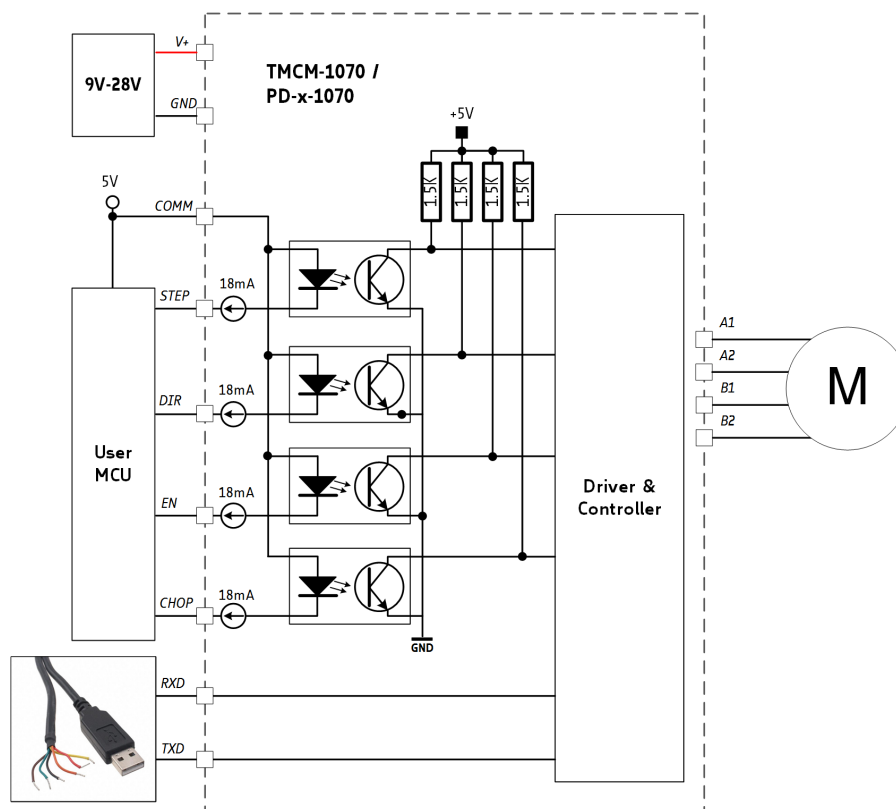 V+
9V-28V
GND
TMCM-1070 /
PD-x-1070
+5V
1.5K
1.5K
1.5K
1.5K
5V
COMM
STEP
18mA
DIR
18mA
EN
18mA
CHOP
18mA
User
MCU
GND
Driver &
Controller
A1
A2
B1
B2
M
RXD
TXD